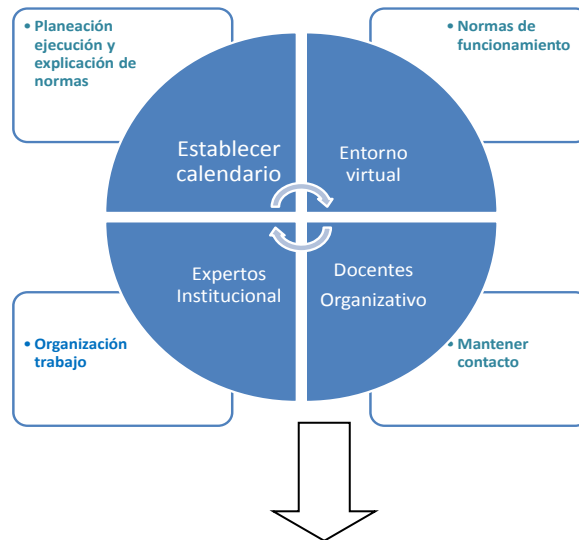 • Planeación
ejecución y
explicación de
normas
• Normas de
funcionamiento
Establecer
calendario
Entorno
virtual
Expertos
Institucional
Docentes
Organizativo
• Organización
trabajo
• Mantener
contacto